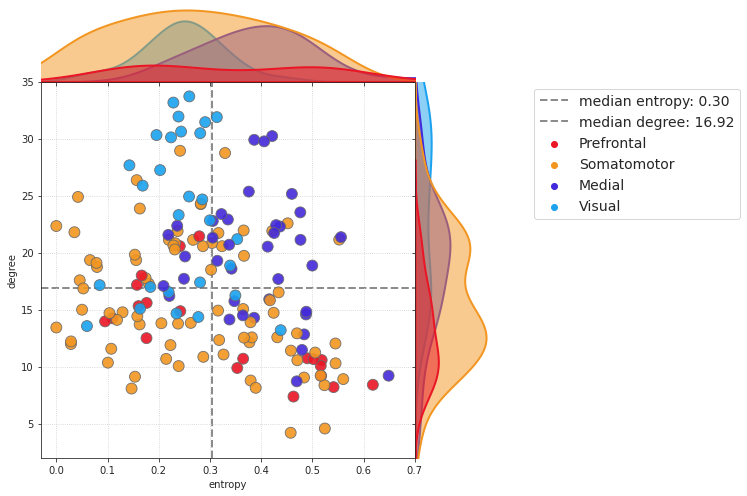 median entropy: 0.30
median degree: 16.92
Prefrontal
Somatomotor
Medial
Visual
35
30
25
20
15
10
5
degree
0.0 0.1 0.2 0.3 0.4 0.5 0.6 0.7
entropy